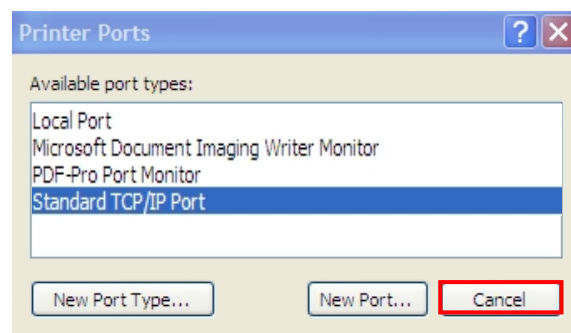 Printer Ports
Available port types:
Local Port
Microsoft Document Imaging Writer Monitor
PDF-Pro Port Monitor
Standard TCP/IP Port
New Port Type... New Port... Cancel